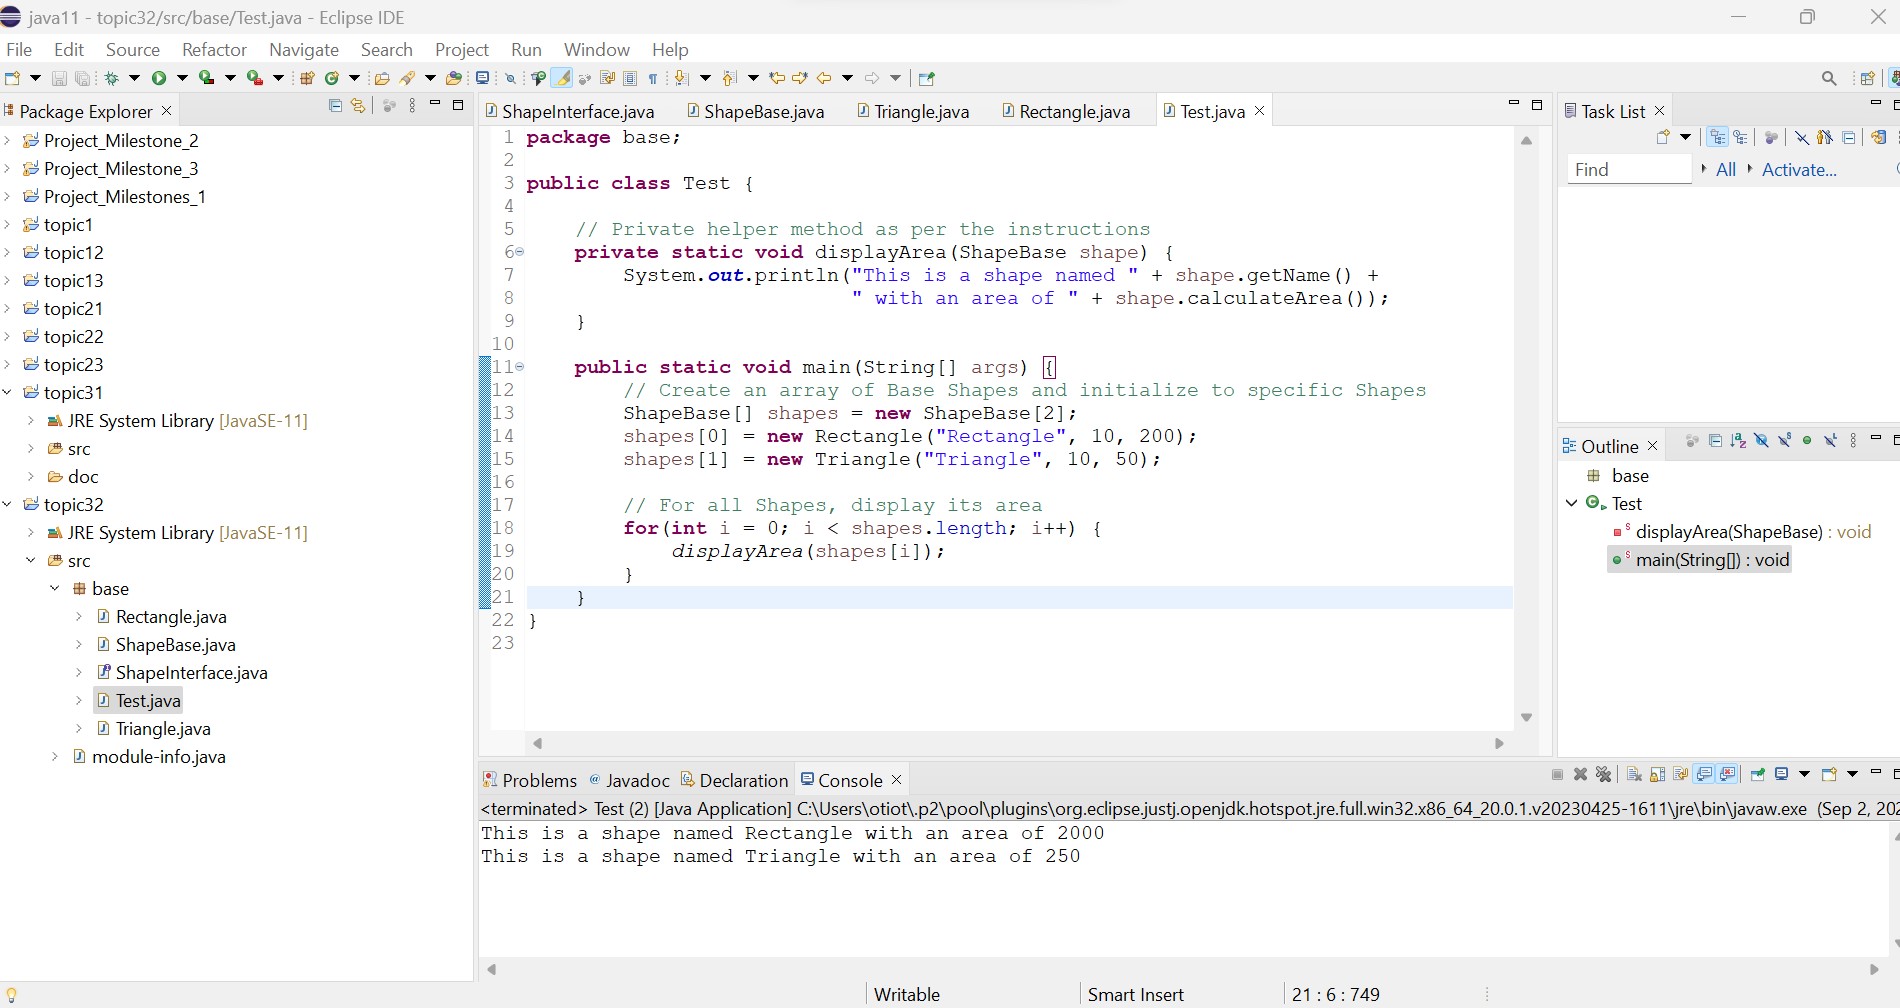 java11 - topic32/src/base/Test.java - Eclipse IDE
File Edit Source Refactor Navigate Search Project Run Window Help
Package Explorer
Project_Milestone_2
Project_Milestone_3
Project_Milestones_1
topic1
topic12
topic13
topic21
topic22
topic23
topic31
JRE System Library [JavaSE-11]
src
doc
topic32
JRE System Library [JavaSE-11]
src
base
Rectangle.java
ShapeBase.java
ShapeInterface.java
Test.java
Triangle.java
module-info.java
ShapeInterface.java ShapeBase.java Triangle.java Rectangle.java Test.java
1 package base;
2
3 public class Test {
4
5     // Private helper method as per the instructions
6     private static void displayArea(ShapeBase shape) {
7         System.out.println("This is a shape named " + shape.getName() +
8                            " with an area of " + shape.calculateArea());
9     }
10
11     public static void main(String[] args) {
12         // Create an array of Base Shapes and initialize to specific Shapes
13         ShapeBase[] shapes = new ShapeBase[2];
14         shapes[0] = new Rectangle("Rectangle", 10, 200);
15         shapes[1] = new Triangle("Triangle", 10, 50);
16
17         // For all Shapes, display its area
18         for(int i = 0; i < shapes.length; i++) {
19             displayArea(shapes[i]);
20         }
21     }
22 }
23
Task List
Find All Activate...
Outline
base
Test
displayArea(ShapeBase) : void
main(String[]) : void
Problems Javadoc Declaration Console
<terminated> Test (2) [Java Application] C:\Users\otiot\.p2\pool\plugins\org.eclipse.justj.openjdk.hotspot.jre.full.win32.x86_64_20.0.1.v20230425-1611\jre\bin\javaw.exe (Sep 2, 202
This is a shape named Rectangle with an area of 2000
This is a shape named Triangle with an area of 250
Writable Smart Insert 21 : 6 : 749